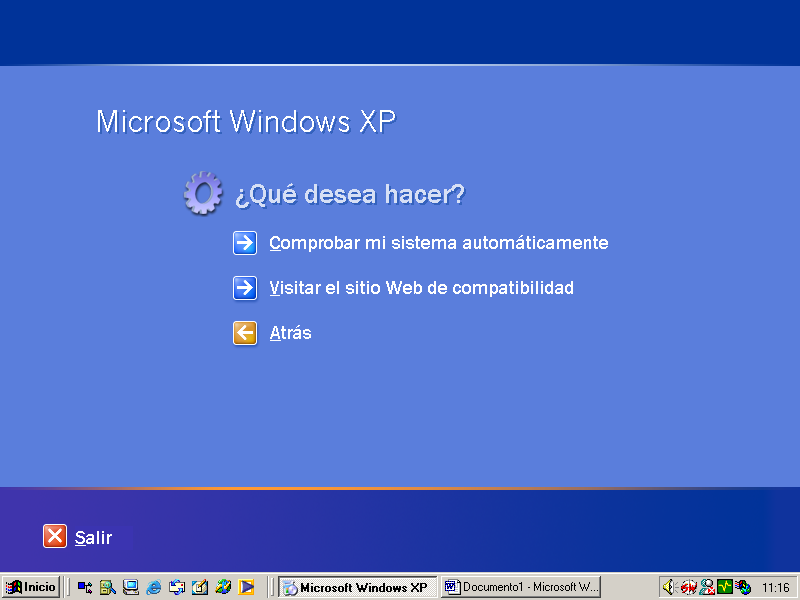 Microsoft Windows XP
¿Qué desea hacer?
Comprobar mi sistema automáticamente
Visitar el sitio Web de compatibilidad
Atrás
Salir
Inicio
Microsoft Windows XP
Documento1 - Microsoft W...
11:16